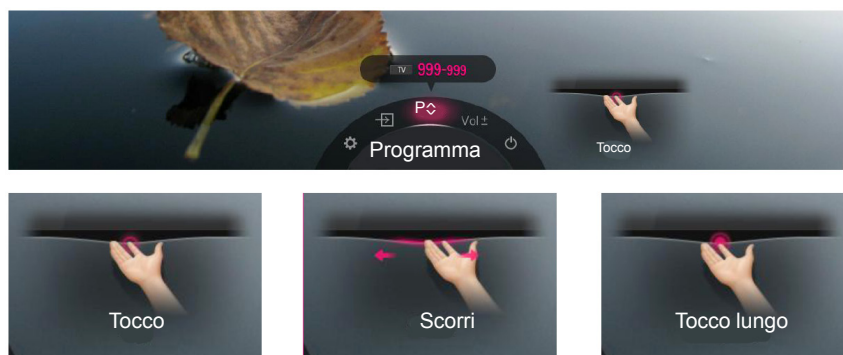 TV 999-999
P
Vol ±
Programma
Tocco
Tocco
Scorri
Tocco lungo